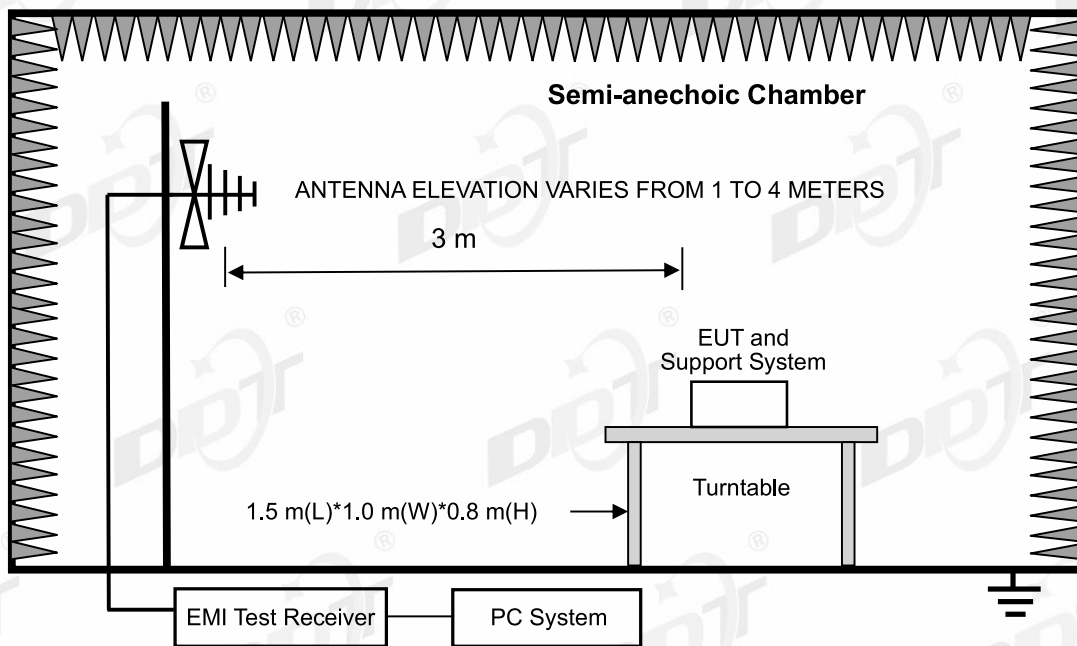 Semi-anechoic Chamber
ANTENNA ELEVATION VARIES FROM 1 TO 4 METERS
3 m
EUT and
Support System
Turntable
1.5 m(L)*1.0 m(W)*0.8 m(H)
EMI Test Receiver
PC System
DDT
®